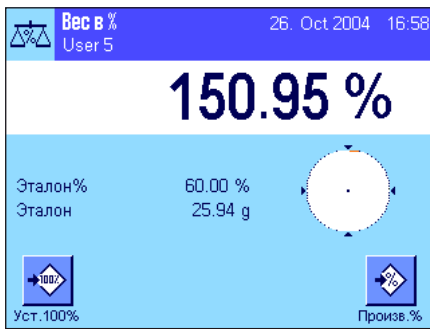 Вес в %
26. Oct 2004 16:58
User 5
150.95 %
Эталон% 60.00 %
Эталон 25.94 g
100%
%
Уст.100%
Произв.%